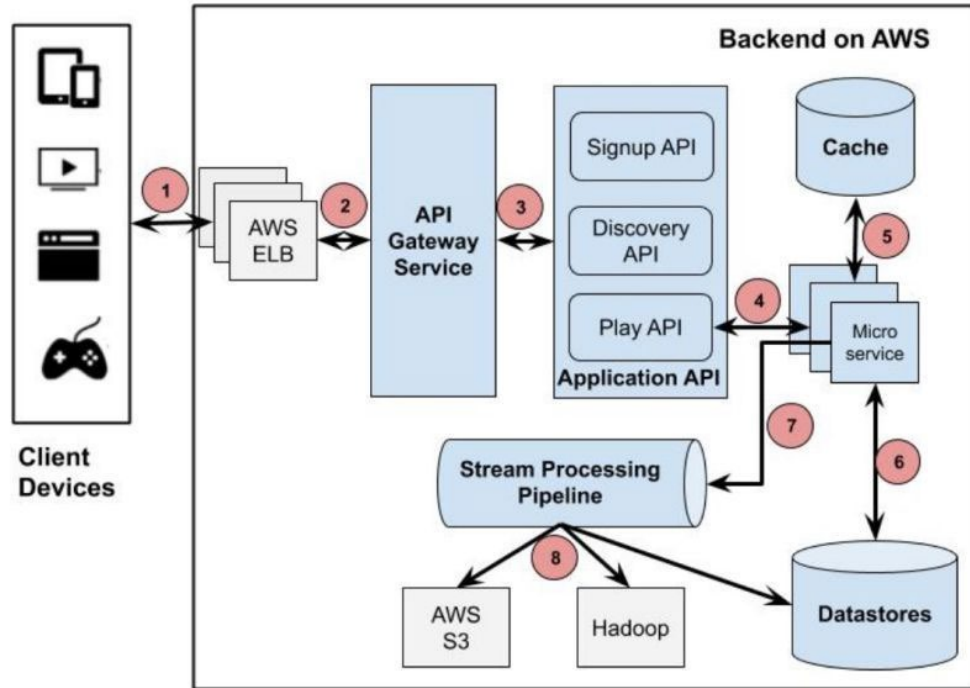 Backend on AWS
Client
Devices
1
AWS
ELB
2
API
Gateway
Service
3
Signup API
Discovery
API
Play API
Application API
4
Cache
5
Micro
service
6
7
Stream Processing
Pipeline
8
AWS
S3
Hadoop
Datastores